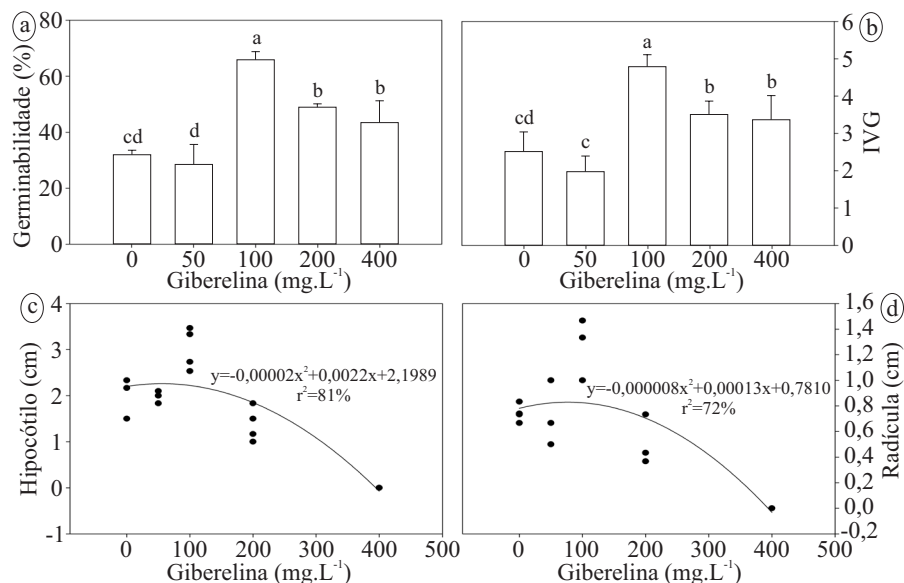 a
Germinabilidade (%)
80
60
40
20
0
cd
d
a
b
b
0 50 100 200 400
Giberelina (mg.L⁻¹)
b
IVG
6
5
4
3
2
1
0
cd
c
a
b
b
0 50 100 200 400
Giberelina (mg.L⁻¹)
c
Hipocótilo (cm)
4
3
2
1
0
-1
y=-0,00002x²+0,0022x+2,1989
r²=81%
0 100 200 300 400 500
Giberelina (mg.L⁻¹)
d
Radícula (cm)
1,6
1,4
1,2
1,0
0,8
0,6
0,4
0,2
0,0
-0,2
y=-0,000008x²+0,00013x+0,7810
r²=72%
0 100 200 300 400 500
Giberelina (mg.L⁻¹)